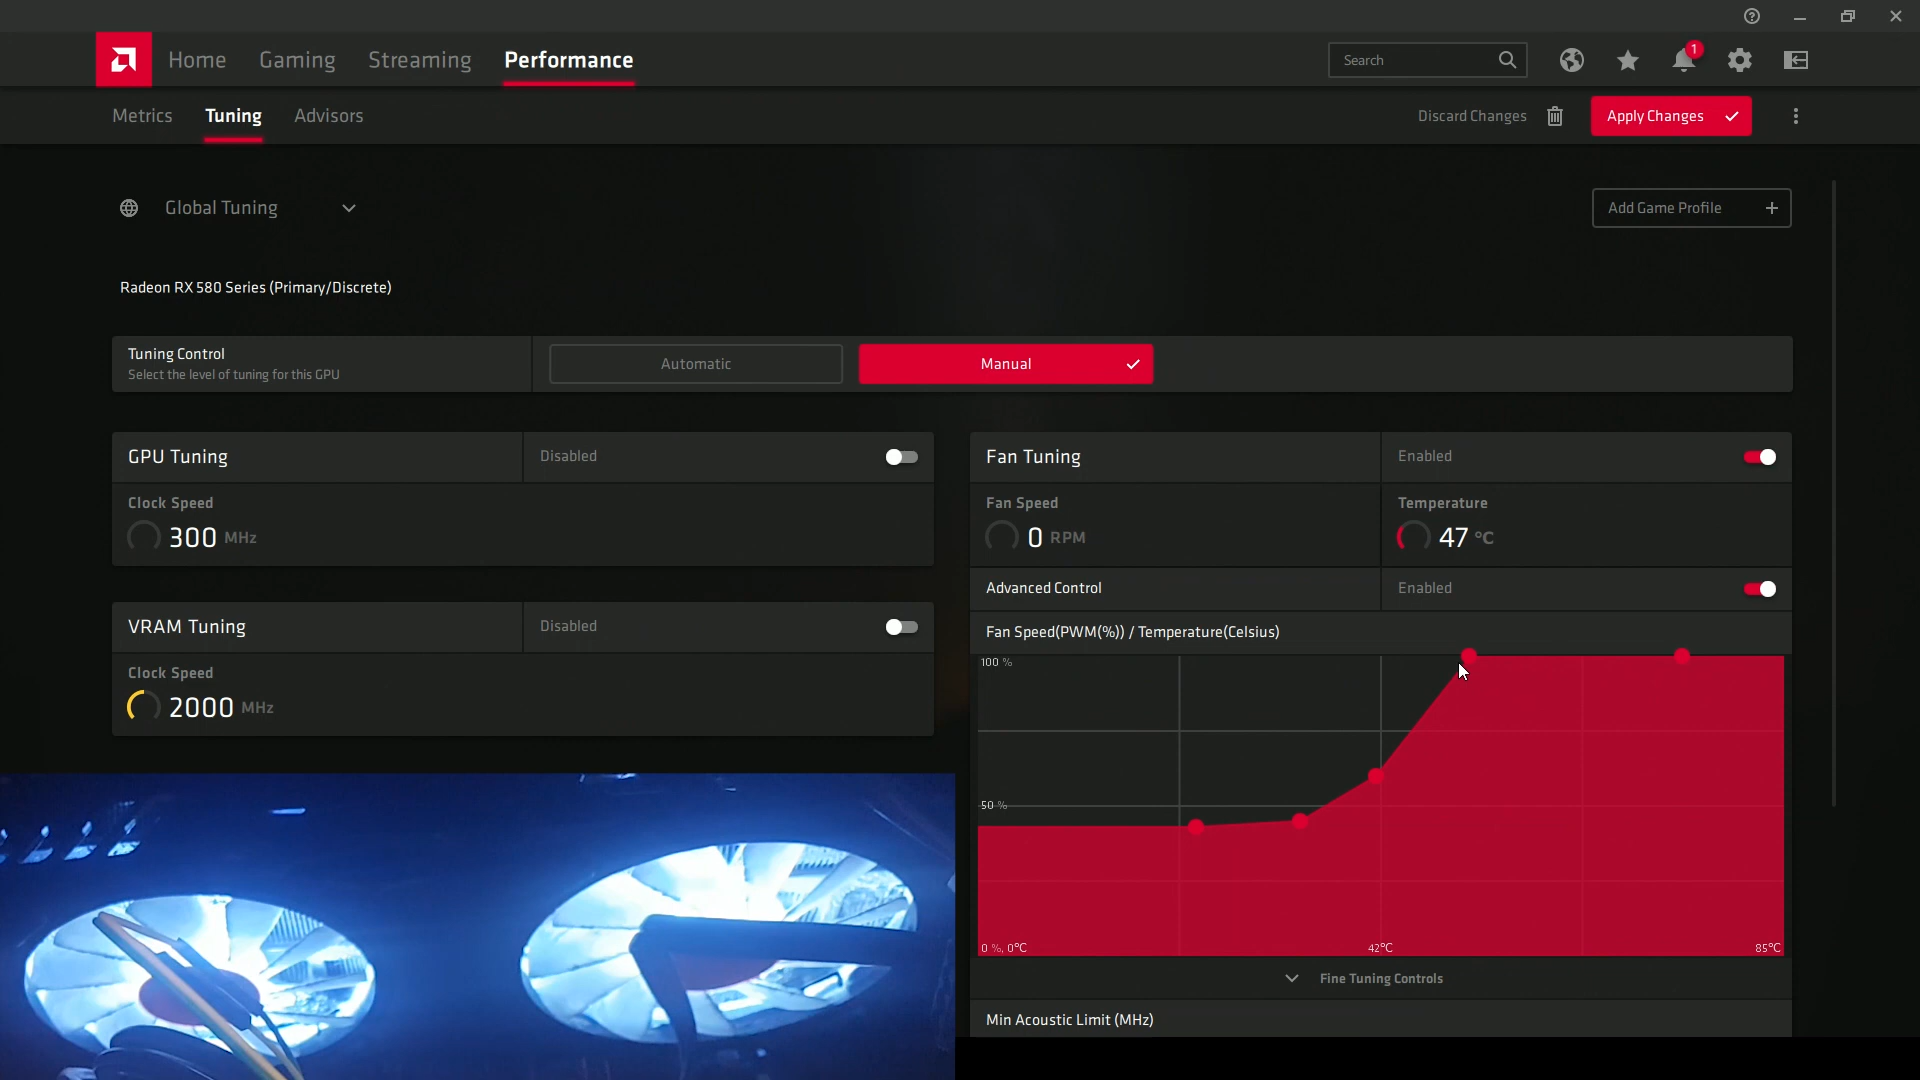 Home Gaming Streaming Performance Search 1
Metrics Tuning Advisors Discard Changes Apply Changes
Global Tuning Add Game Profile
Radeon RX 580 Series (Primary/Discrete)
Tuning Control
Select the level of tuning for this GPU
Automatic
Manual
GPU Tuning Disabled
Clock Speed
300 MHz
VRAM Tuning Disabled
Clock Speed
2000 MHz
Fan Tuning Enabled
Fan Speed
0 RPM
Temperature
47 °C
Advanced Control Enabled
Fan Speed(PWM(%)) / Temperature(Celsius)
100 %
50 %
0 %, 0°C 42°C 85°C
Fine Tuning Controls
Min Acoustic Limit (MHz)